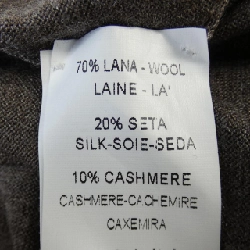 70% LANA - WOOL
LAINE - LA'
20% SETA
SILK-SOIE-SEDA
10% CASHMERE
CASHMERE-CACHEMIRE
CAXEMIRA